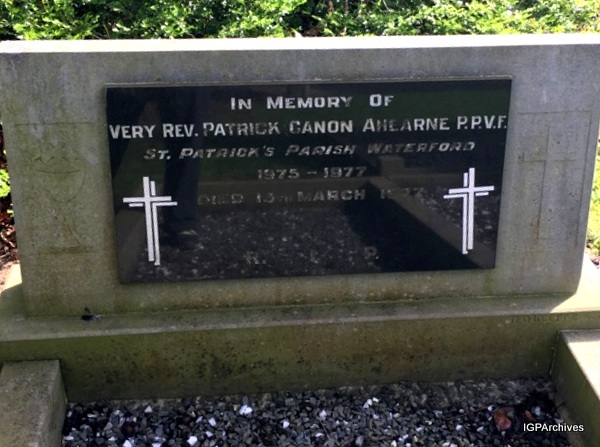 In Memory Of
Very Rev. Patrick Canon Ahearne P.P.V.F.
St. Patrick's Parish Waterford
1975 - 1977
Died 13th March 1977
R. I. P.
IGPArchives